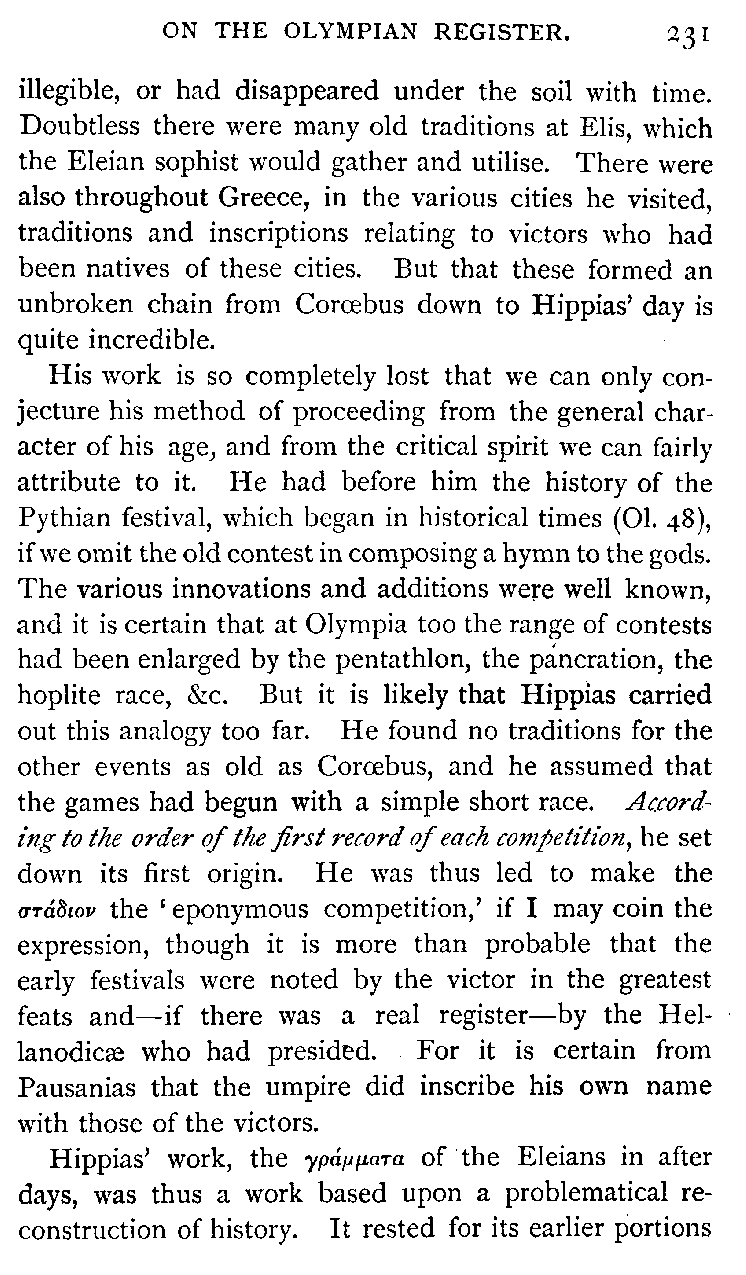 ON THE OLYMPIAN REGISTER. 231
illegible, or had disappeared under the soil with time.
Doubtless there were many old traditions at Elis, which
the Eleian sophist would gather and utilise. There were
also throughout Greece, in the various cities he visited,
traditions and inscriptions relating to victors who had
been natives of these cities. But that these formed an
unbroken chain from Corœbus down to Hippias' day is
quite incredible.
His work is so completely lost that we can only con-
jecture his method of proceeding from the general char-
acter of his age, and from the critical spirit we can fairly
attribute to it. He had before him the history of the
Pythian festival, which began in historical times (Ol. 48),
if we omit the old contest in composing a hymn to the gods.
The various innovations and additions were well known,
and it is certain that at Olympia too the range of contests
had been enlarged by the pentathlon, the pancration, the
hoplite race, &c. But it is likely that Hippias carried
out this analogy too far. He found no traditions for the
other events as old as Corœbus, and he assumed that
the games had begun with a simple short race. Accord-
ing to the order of the first record of each competition, he set
down its first origin. He was thus led to make the
στάδιον the 'eponymous competition,' if I may coin the
expression, though it is more than probable that the
early festivals were noted by the victor in the greatest
feats and—if there was a real register—by the Hel-
lanodicæ who had presided. For it is certain from
Pausanias that the umpire did inscribe his own name
with those of the victors.
Hippias' work, the γράμματα of the Eleians in after
days, was thus a work based upon a problematical re-
construction of history. It rested for its earlier portions